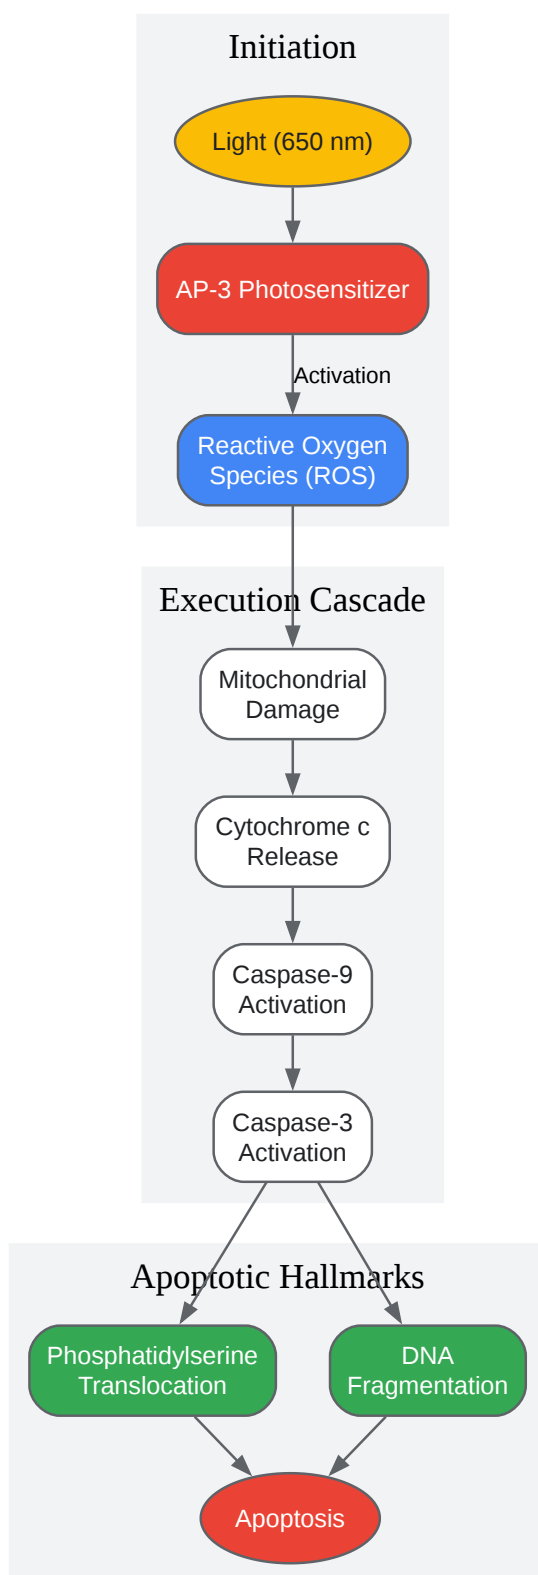 Initiation
Light (650 nm)
AP-3 Photosensitizer
Activation
Reactive Oxygen
Species (ROS)
Execution Cascade
Mitochondrial
Damage
Cytochrome c
Release
Caspase-9
Activation
Caspase-3
Activation
Apoptotic Hallmarks
Phosphatidylserine
Translocation
DNA
Fragmentation
Apoptosis